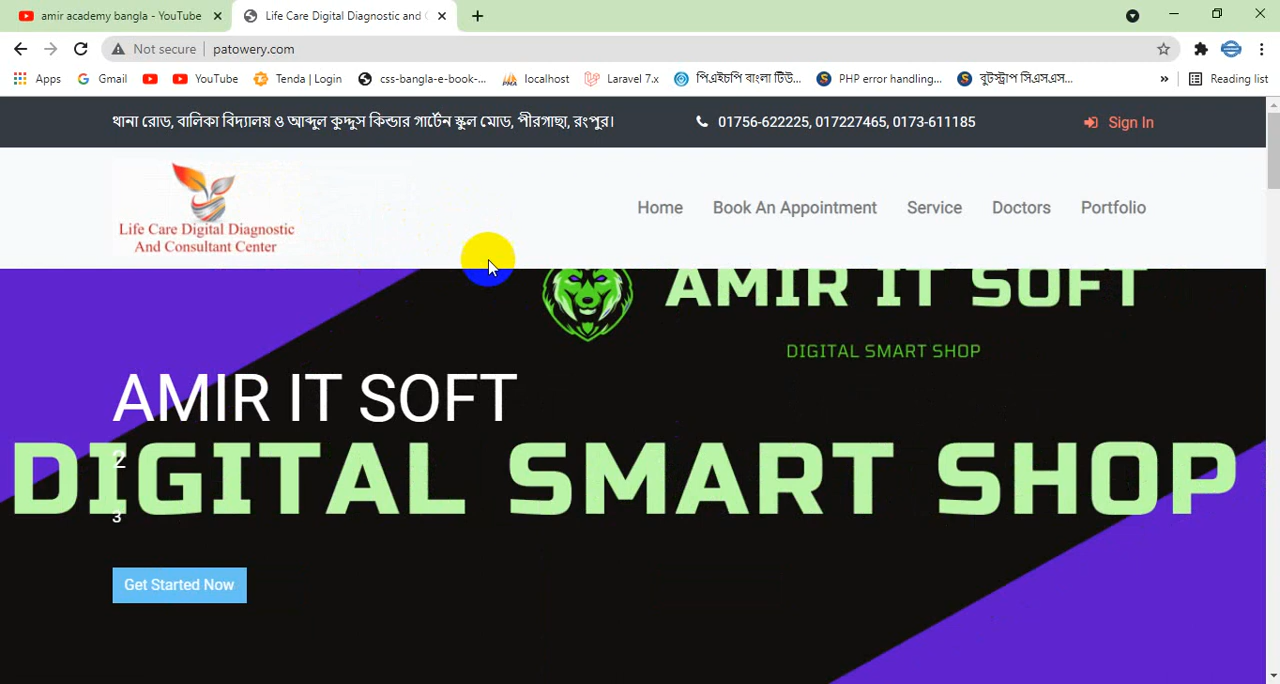 amir academy bangla - YouTube
Life Care Digital Diagnostic and
Not secure
patowery.com
Apps
Gmail
YouTube
Tenda | Login
css-bangla-e-book-...
localhost
Laravel 7.x
পিএইচপি বাংলা টিউ...
PHP error handling...
বুটস্ট্রাপ সিএসএস...
»
Reading list
থানা রোড, বালিকা বিদ্যালয় ও আব্দুল কুদ্দুস কিন্ডার গার্টেন স্কুল মোড, পীরগাছা, রংপুর।
01756-622225, 017227465, 0173-611185
Sign In
Life Care Digital Diagnostic
And Consultant Center
Home
Book An Appointment
Service
Doctors
Portfolio
AMIR IT SOFT
DIGITAL SMART SHOP
AMIR IT SOFT
2
DIGITAL SMART SHOP
3
Get Started Now